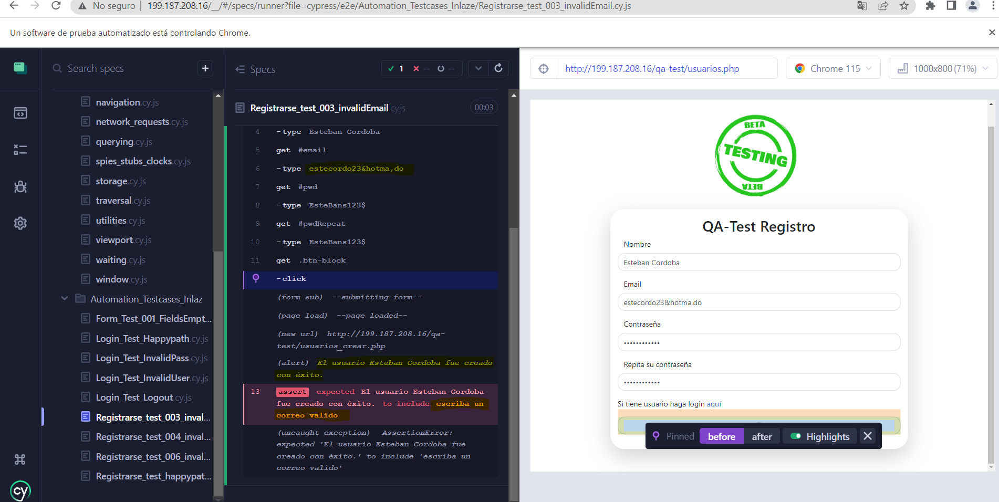 No seguro
199.187.208.16/__/#/specs/runner?file=cypress/e2e/Automation_Testcases_Inlaze/Registrarse_test_003_invalidEmail.cy.js
Un software de prueba automatizado está controlando Chrome.
Search specs
+
navigation.cy.js
network_requests.cy.js
querying.cy.js
spies_stubs_clocks.cy.js
storage.cy.js
traversal.cy.js
utilities.cy.js
viewport.cy.js
waiting.cy.js
window.cy.js
Automation_Testcases_Inlaz
Form_Test_001_FieldsEmpt...
Login_Test_Happypath.cy.js
Login_Test_InvalidPass.cy.js
Login_Test_InvalidUser.cy.js
Login_Test_Logout.cy.js
Registrarse_test_003_inval...
Registrarse_test_004_inval...
Registrarse_test_006_inval...
Registrarse_test_happypat...
cy
Specs
1 -- --
Registrarse_test_003_invalidEmail.cy.js
00:03
4 -type Esteban Cordoba
5 get #email
6 -type estecordo23&hotma,do
7 get #pwd
8 -type EsteBans123$
9 get #pwdRepeat
10 -type EsteBans123$
11 get .btn-block
-click
(form sub) --submitting form--
(page load) --page loaded--
(new url) http://199.187.208.16/qa-
test/usuarios_crear.php
(alert) El usuario Esteban Cordoba fue creado
con éxito.
13 assert expected El usuario Esteban Cordoba
fue creado con éxito. to include escriba un
correo valido
(uncaught exception) AssertionError:
expected 'El usuario Esteban Cordoba fue
creado con éxito.' to include 'escriba un
correo valido'
http://199.187.208.16/qa-test/usuarios.php
Chrome 115
1000x800 (71%)
BETA
TESTING
BETA
QA-Test Registro
Nombre
Esteban Cordoba
Email
estecordo23&hotma,do
Contraseña
••••••••••••
Repita su contraseña
••••••••••••
Si tiene usuario haga login aquí
Pinned
before
after
Highlights